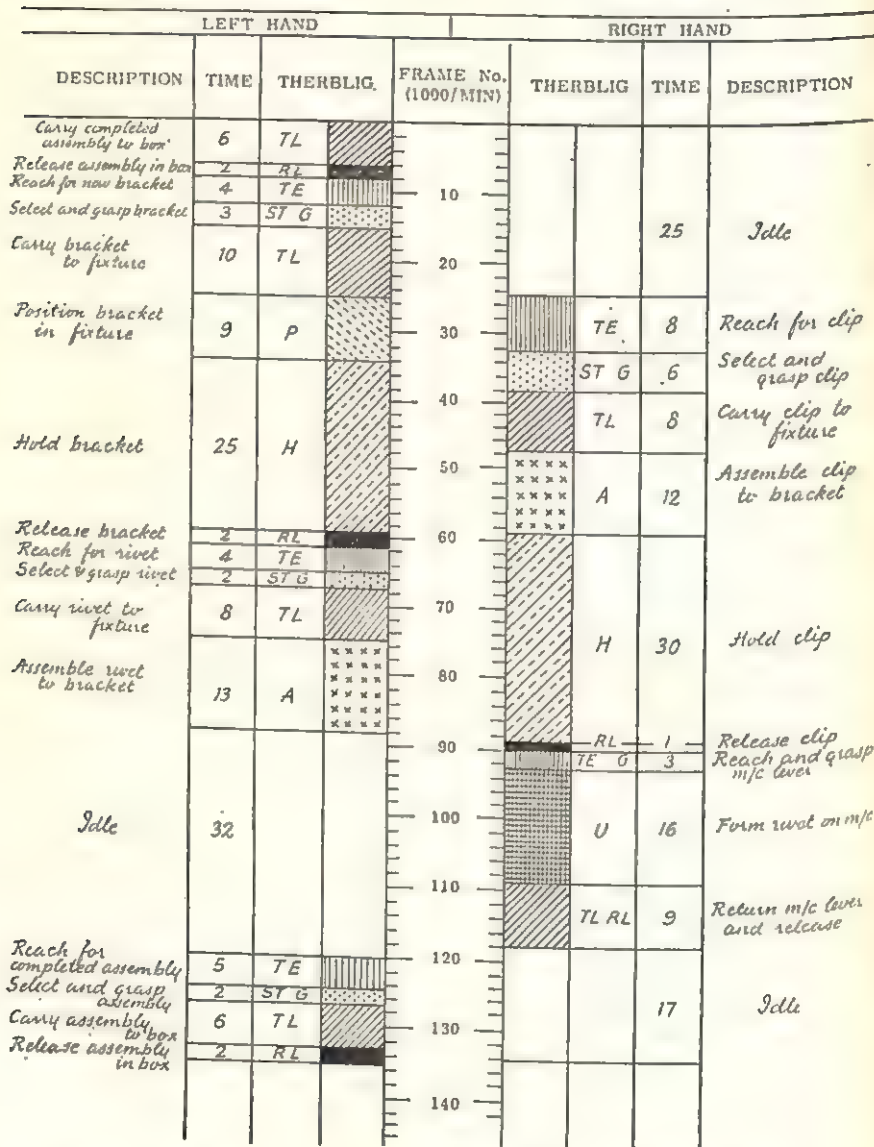 LEFT HAND
RIGHT HAND
DESCRIPTION TIME THERBLIG. FRAME No. THERBLIG TIME DESCRIPTION
(1000/MIN)
Carry completed
assembly to box
6 TL
Release assembly in box 2 RL
Reach for new bracket 4 TE
10
Select and grasp bracket 3 ST G
25 Idle
Carry bracket
to fixture
10 TL
20
Position bracket
in fixture
9 P
30
TE 8 Reach for clip
ST G 6 Select and
grasp clip
40
TL 8 Carry clip to
fixture
Hold bracket 25 H
50
A 12 Assemble clip
to bracket
Release bracket 2 RL
60
Reach for rivet 4 TE
Select & grasp rivet 2 ST G
Carry rivet to
fixture
8 TL
70
H 30 Hold clip
Assemble rivet
to bracket
13 A
80
90
RL 1 Release clip
TE G 3 Reach and grasp
m/c lever
Idle 32
100
U 16 Form rivet on m/c
110
TL RL 9 Return m/c lever
and release
Reach for
completed assembly
5 TE
120
Select and grasp
assembly
2 ST G
17 Idle
Carry assembly
to box
6 TL
130
Release assembly
in box
2 RL
140